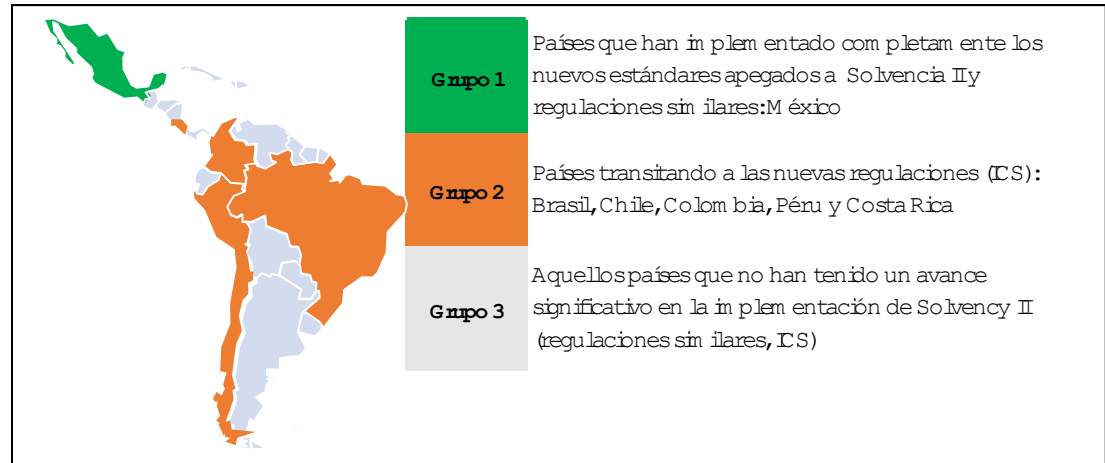 Grupo 1
Países que han implementado completamente los
nuevos estándares apegados a Solvencia II y
regulaciones similares: México
Grupo 2
Países transitando a las nuevas regulaciones (ICS):
Brasil, Chile, Colombia, Péru y Costa Rica
Grupo 3
Aquellos países que no han tenido un avance
significativo en la implementación de Solvency II
(regulaciones similares, ICS)